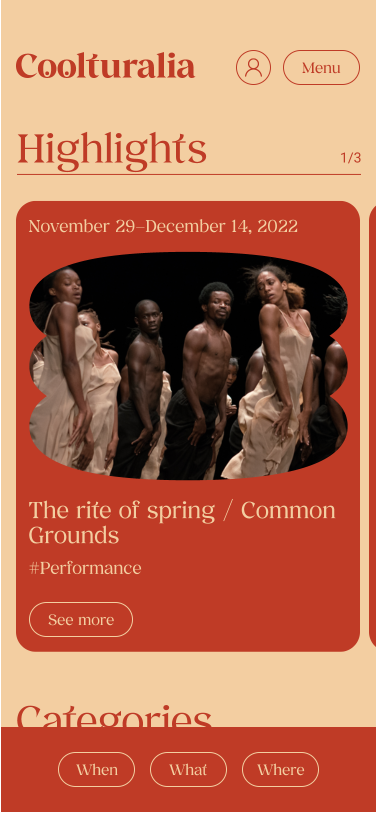 Coolturalia
Menu
Highlights
1/3
November 29–December 14, 2022
The rite of spring / Common
Grounds
#Performance
See more
Categories
When
What
Where